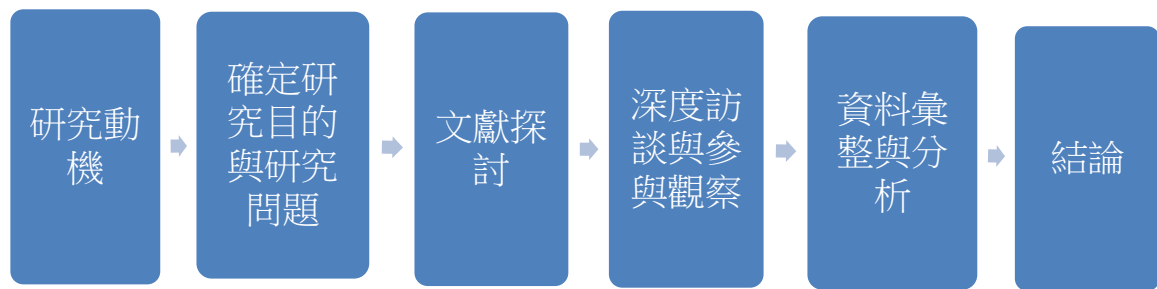 研究動
機
確定研
究目的
與研究
問題
文獻探
討
深度訪
談與參
與觀察
資料彙
整與分
析
結論